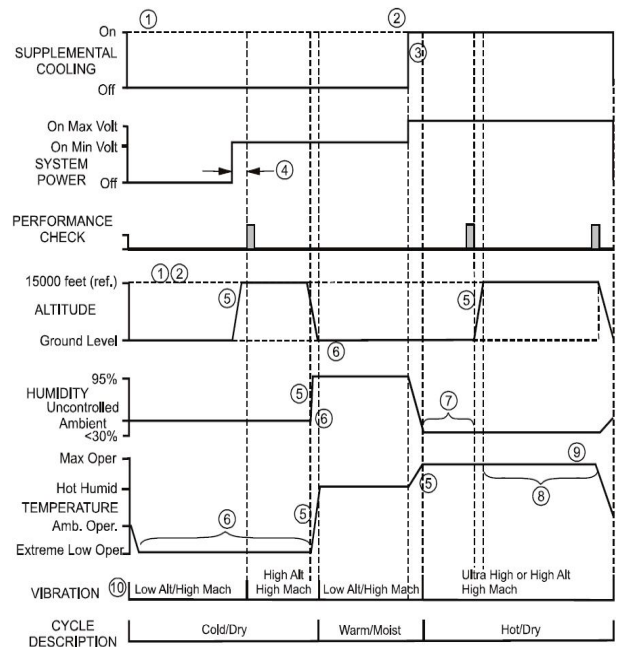 On
①
②
SUPPLEMENTAL
COOLING
③
Off
On Max Volt
On Min Volt
SYSTEM
POWER
④
Off
PERFORMANCE
CHECK
15000 feet (ref.)
①②
⑤
⑤
ALTITUDE
Ground Level
⑥
95%
HUMIDITY
⑤
⑦
Uncontrolled
⑥
Ambient
<30%
Max Oper
⑨
Hot Humid
⑤
⑧
TEMPERATURE
⑥
⑤
Amb. Oper.
Extreme Low Oper
VIBRATION
⑩
Low Alt/High Mach
High Alt
High Mach
Low Alt/High Mach
Ultra High or High Alt
High Mach
CYCLE
DESCRIPTION
Cold/Dry
Warm/Moist
Hot/Dry